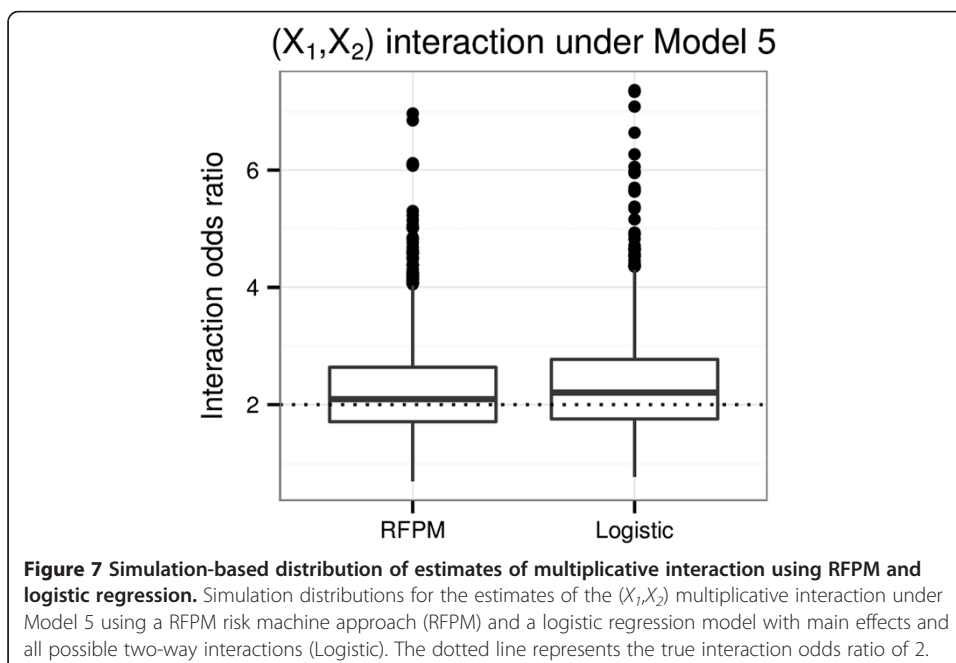 (X₁,X₂) interaction under Model 5
Interaction odds ratio
6
4
2
RFPM
Logistic
Figure 7 Simulation-based distribution of estimates of multiplicative interaction using RFPM and
logistic regression. Simulation distributions for the estimates of the (X₁,X₂) multiplicative interaction under
Model 5 using a RFPM risk machine approach (RFPM) and a logistic regression model with main effects and
all possible two-way interactions (Logistic). The dotted line represents the true interaction odds ratio of 2.